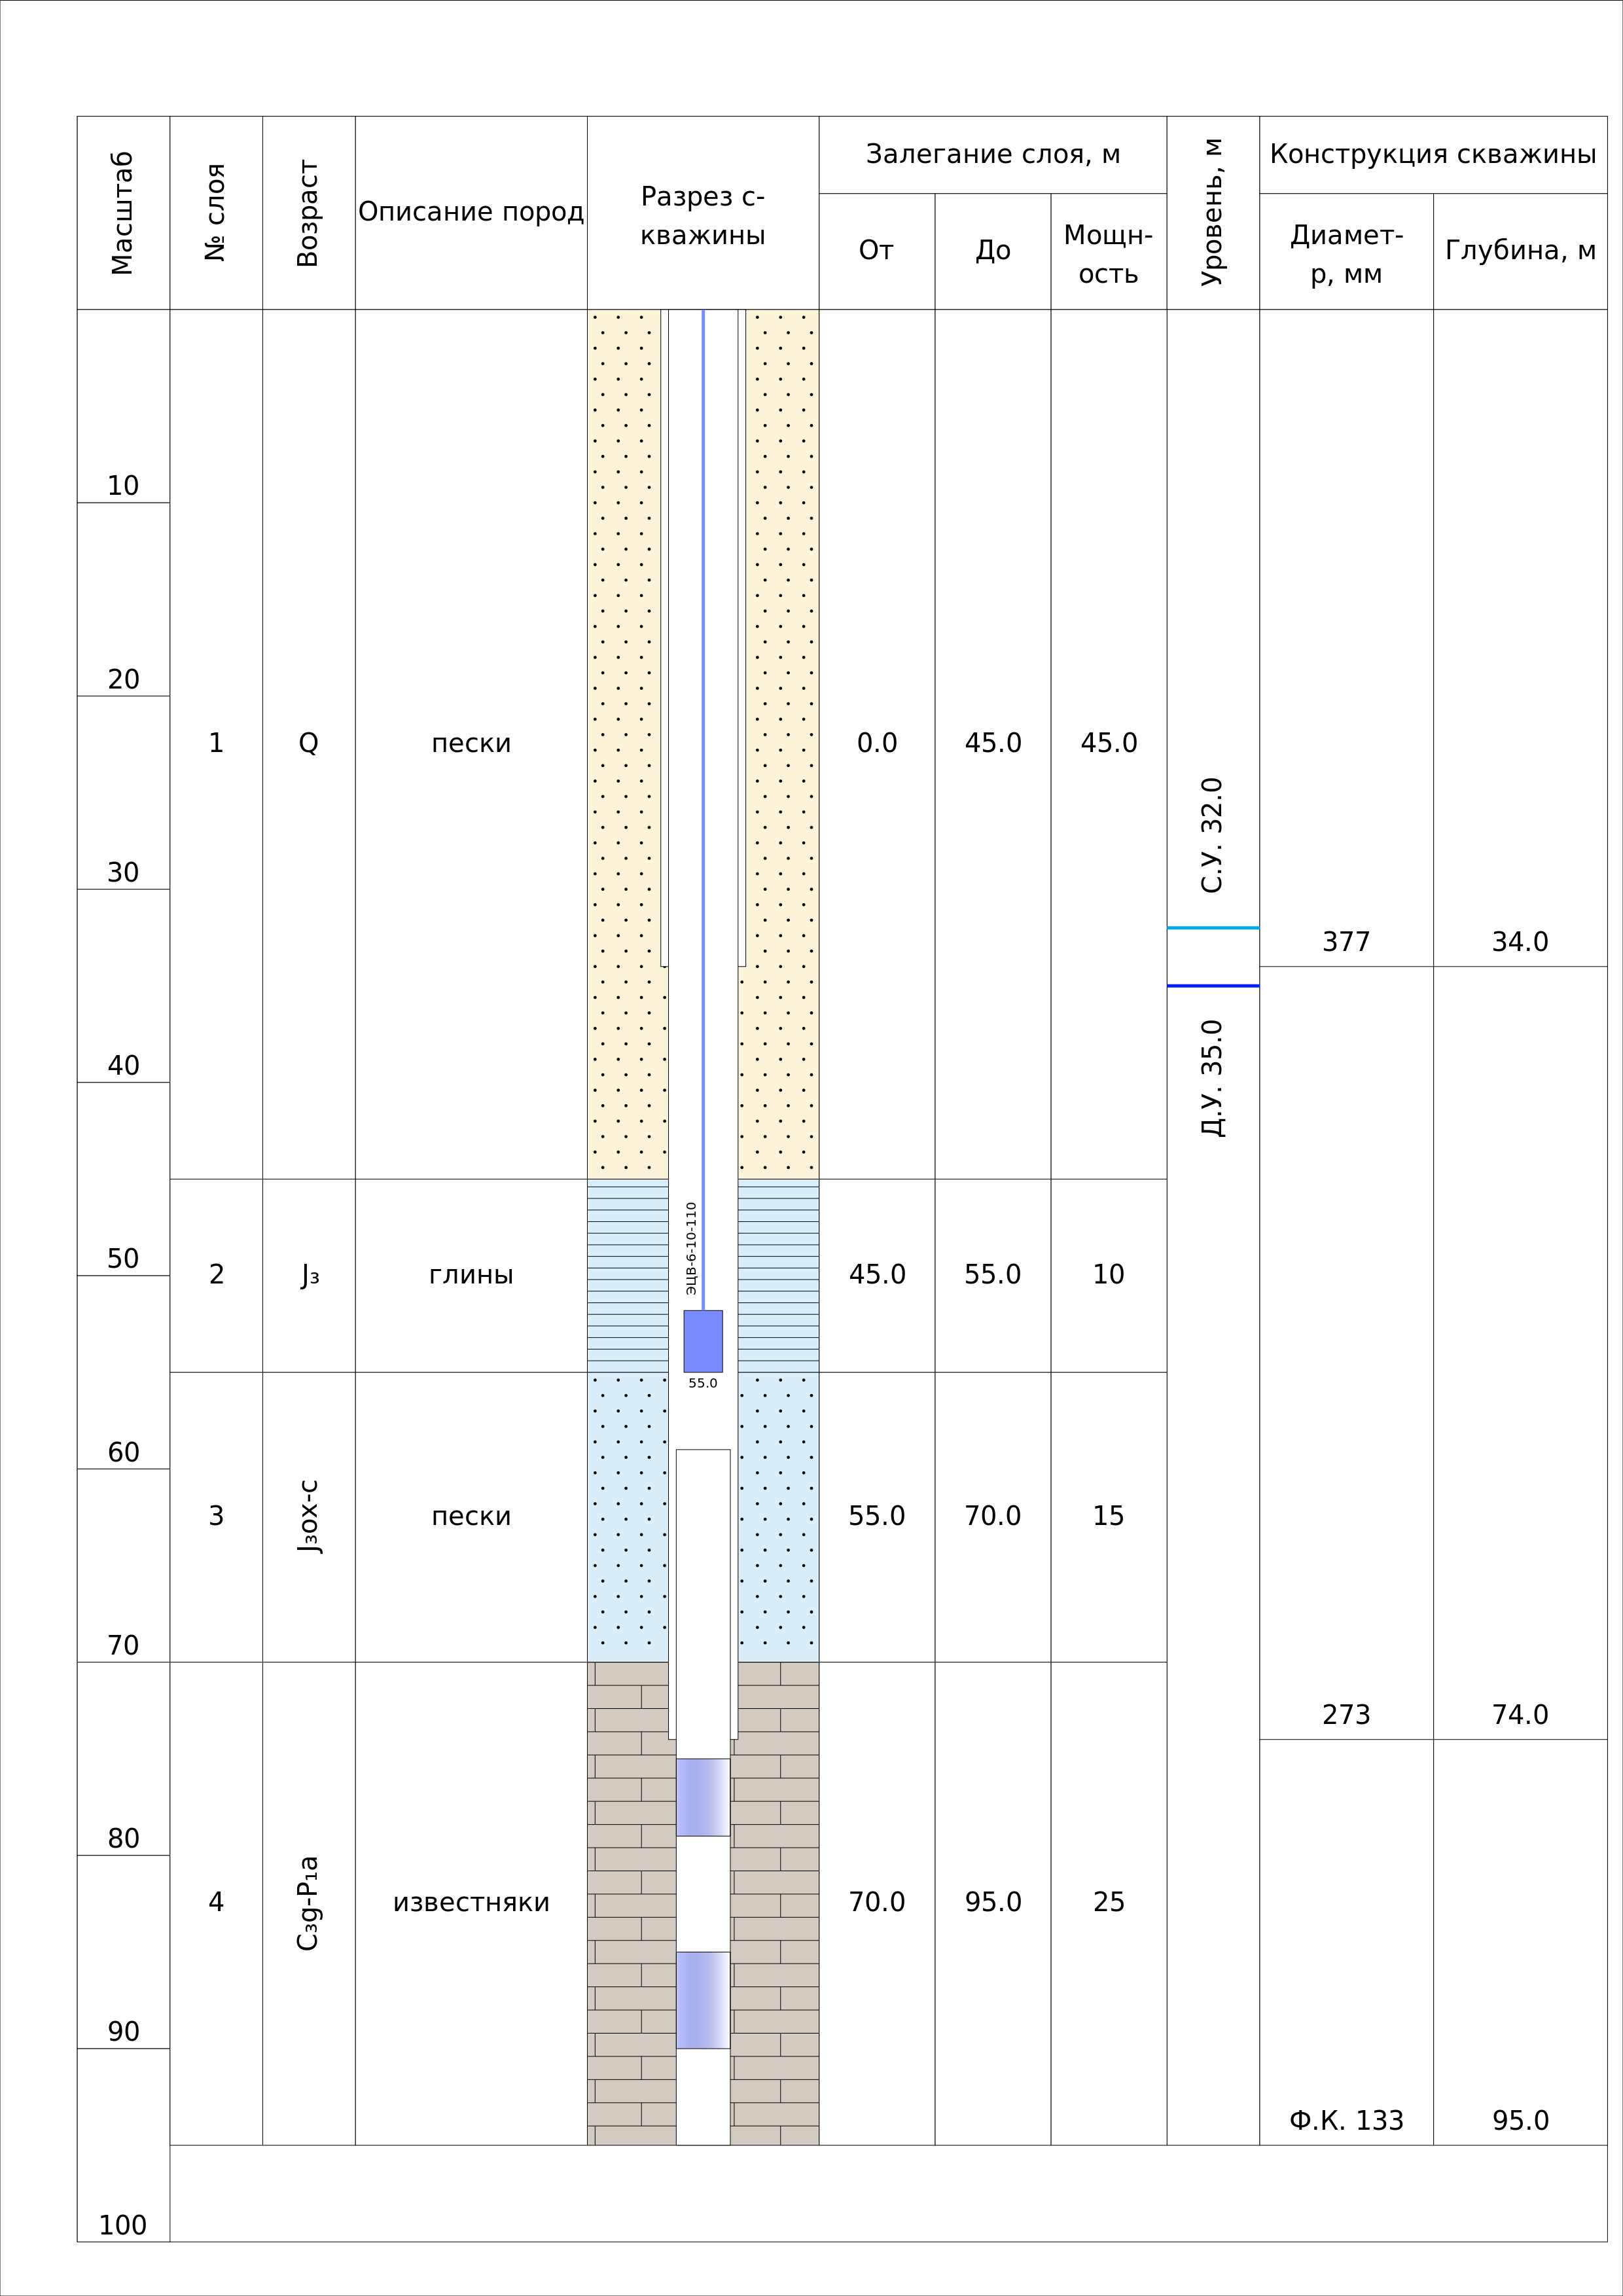 Масштаб
№ слоя
Возраст
Описание пород
Разрез с-
кважины
Залегание слоя, м
От
До
Мощн-
ость
Уровень, м
Конструкция скважины
Диамет-
р, мм
Глубина, м
10
20
30
40
50
60
70
80
90
100
1
Q
пески
0.0
45.0
45.0
С.У. 32.0
Д.У. 35.0
377
34.0
2
J₃
глины
ЭЦВ-6-10-110
55.0
45.0
55.0
10
3
J₃ox-c
пески
55.0
70.0
15
273
74.0
4
C₃g-P₁a
известняки
70.0
95.0
25
Ф.К. 133
95.0